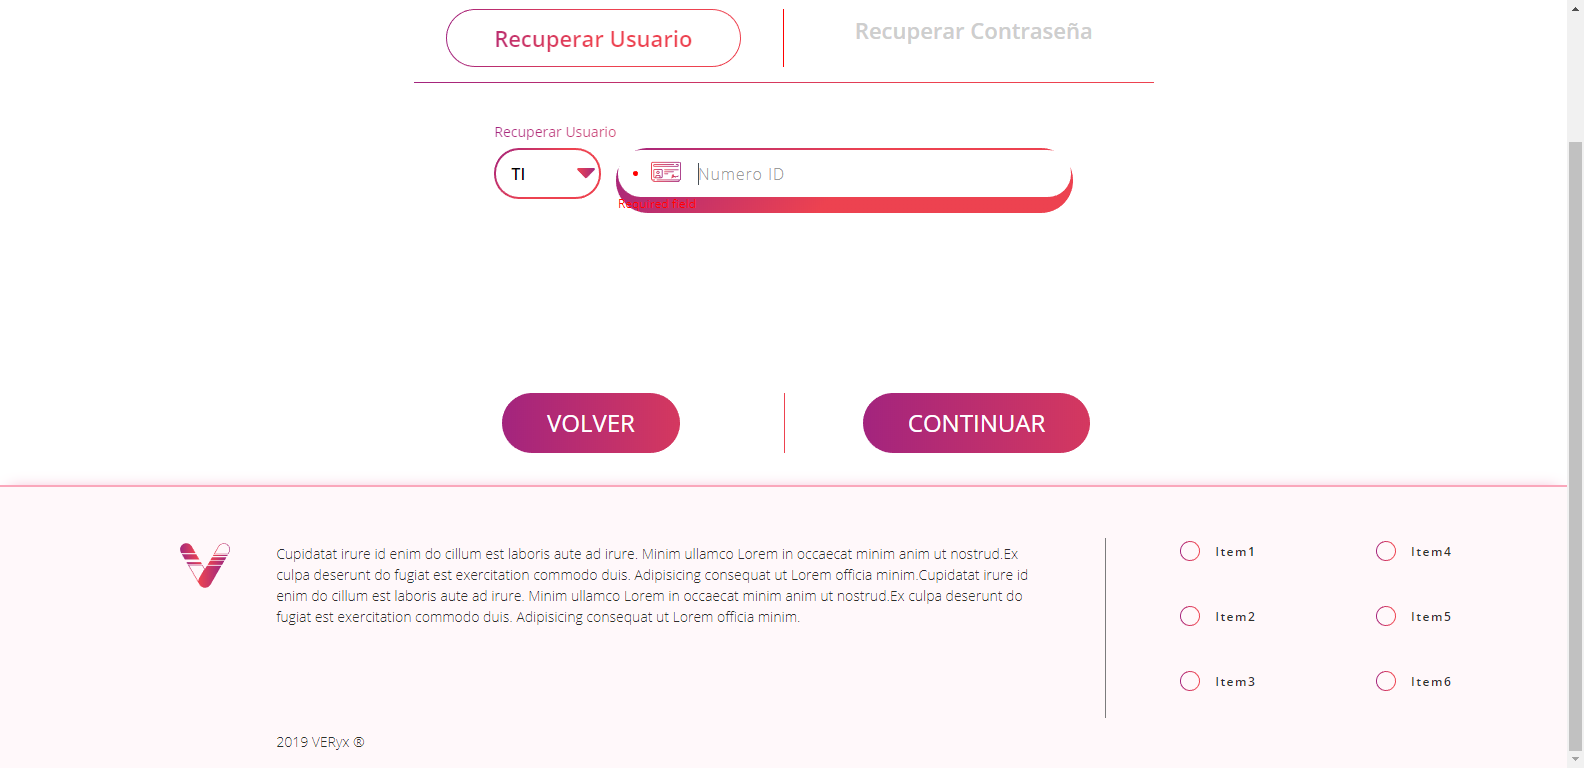 Recuperar Usuario
Recuperar Contraseña
Recuperar Usuario
TI
Numero ID
Required field
VOLVER
CONTINUAR
Cupidatat irure id enim do cillum est laboris aute ad irure. Minim ullamco Lorem in occaecat minim anim ut nostrud.Ex
culpa deserunt do fugiat est exercitation commodo duis. Adipisicing consequat ut Lorem officia minim.Cupidatat irure id
enim do cillum est laboris aute ad irure. Minim ullamco Lorem in occaecat minim anim ut nostrud.Ex culpa deserunt do
fugiat est exercitation commodo duis. Adipisicing consequat ut Lorem officia minim.
Item1
Item4
Item2
Item5
Item3
Item6
2019 VERyx ®